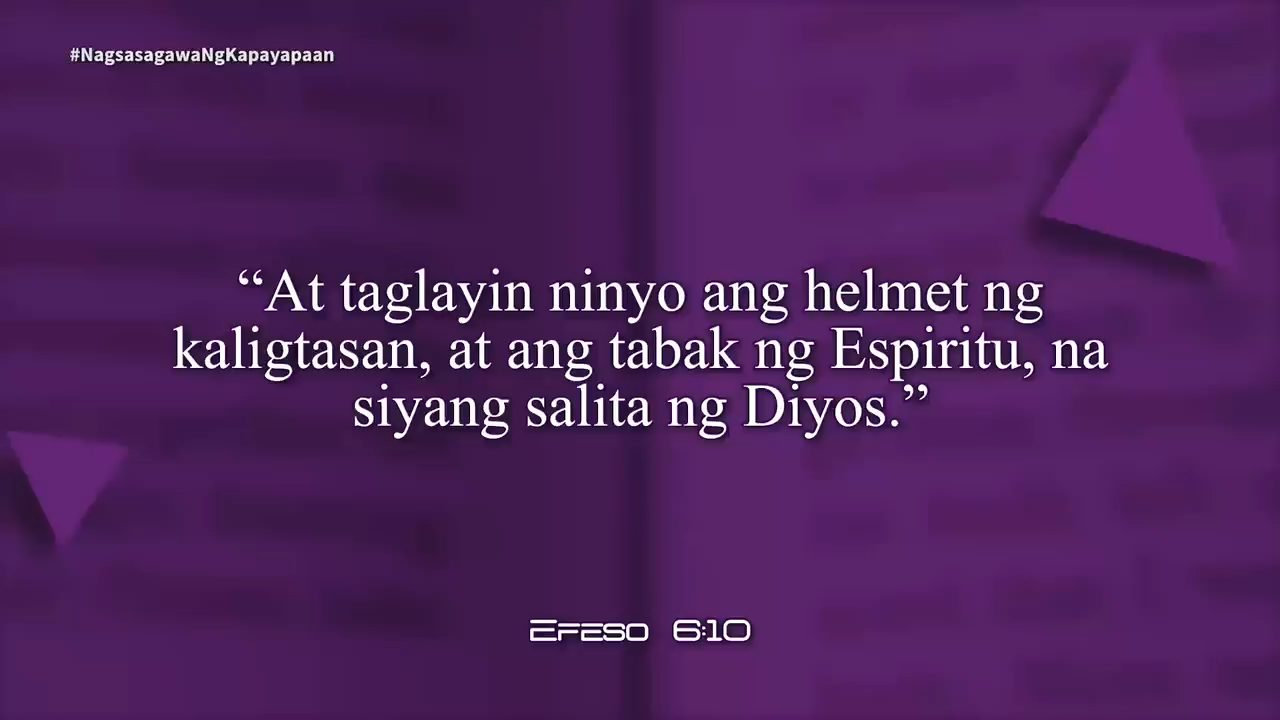 #NagsasagawaNgKapayapaan
“At taglayin ninyo ang helmet ng
kaligtasan, at ang tabak ng Espiritu, na
siyang salita ng Diyos.”
Efeso 6:10